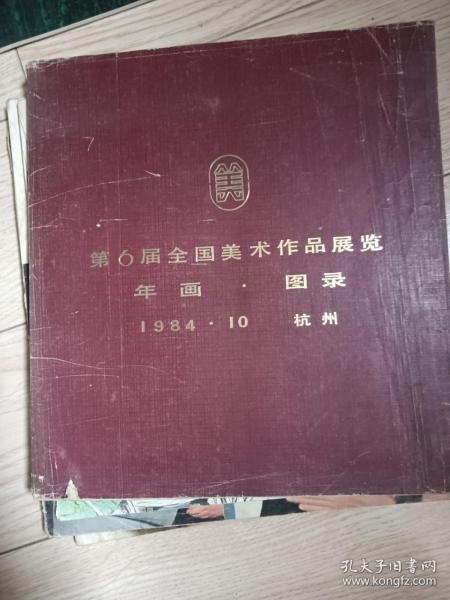 美
第6届全国美术作品展览
年画·图录
1984·10 杭州
孔夫子旧书网
www.kongfz.com